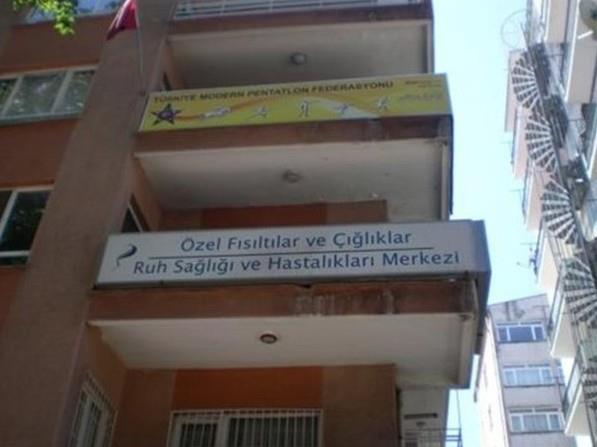 TÜRKİYE MODERN PENTATLON FEDERASYONU
Özel Fısıltılar ve Çığlıklar
Ruh Sağlığı ve Hastalıkları Merkezi